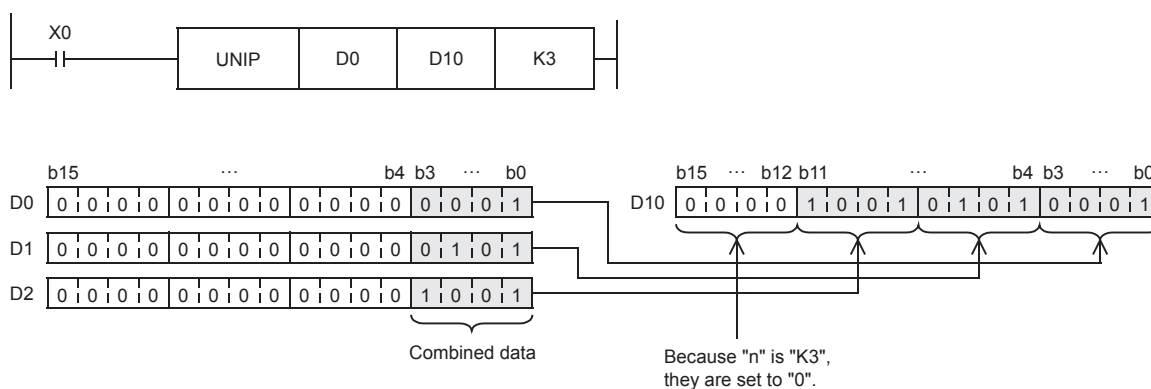 X0
UNIP D0 D10 K3
b15 ··· b4 b3 ··· b0
D0 0 0 0 0 0 0 0 0 0 0 0 0 0 0 0 1
D1 0 0 0 0 0 0 0 0 0 0 0 0 0 1 0 1
D2 0 0 0 0 0 0 0 0 0 0 0 0 1 0 0 1
Combined data
b15 ··· b12 b11 ··· b4 b3 ··· b0
D10 0 0 0 0 1 0 0 1 0 1 0 1 0 0 0 1
Because "n" is "K3",
they are set to "0".